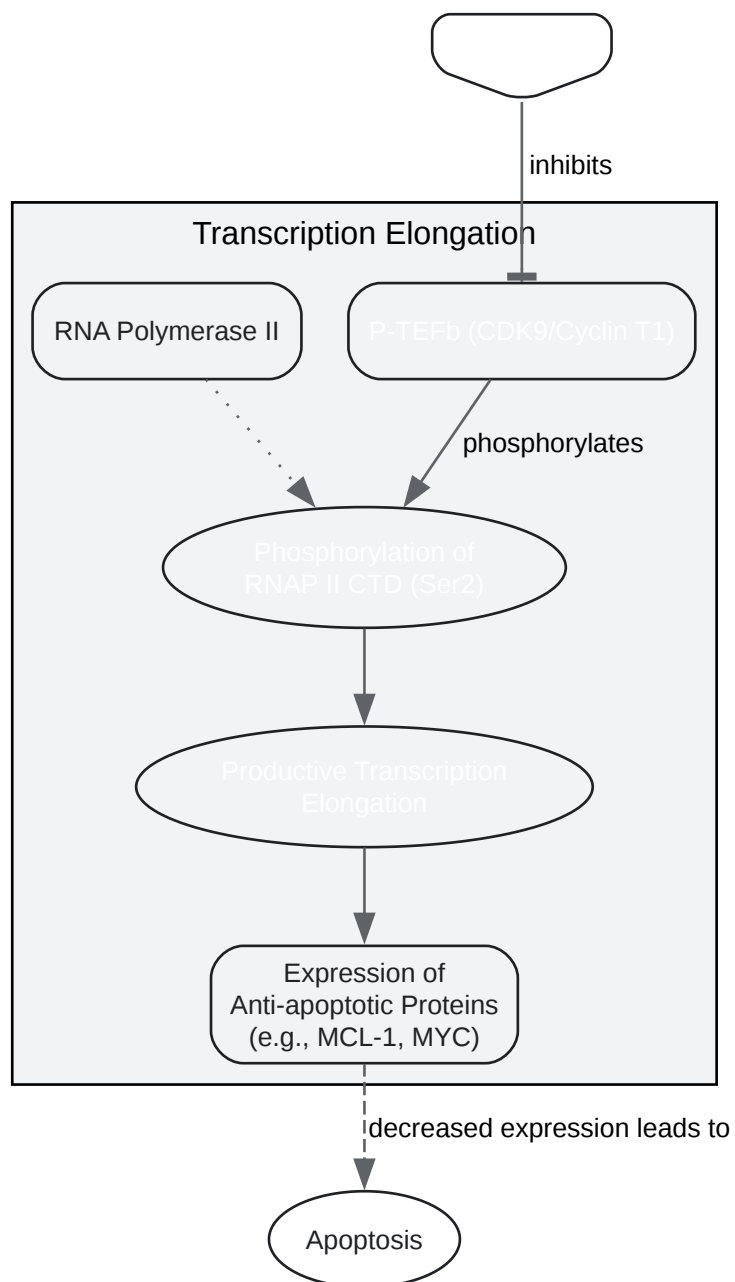 inhibits
Transcription Elongation
RNA Polymerase II
P-TEFb (CDK9/Cyclin T1)
phosphorylates
Phosphorylation of
RNAP II CTD (Ser2)
Productive Transcription
Elongation
Expression of
Anti-apoptotic Proteins
(e.g., MCL-1, MYC)
decreased expression leads to
Apoptosis